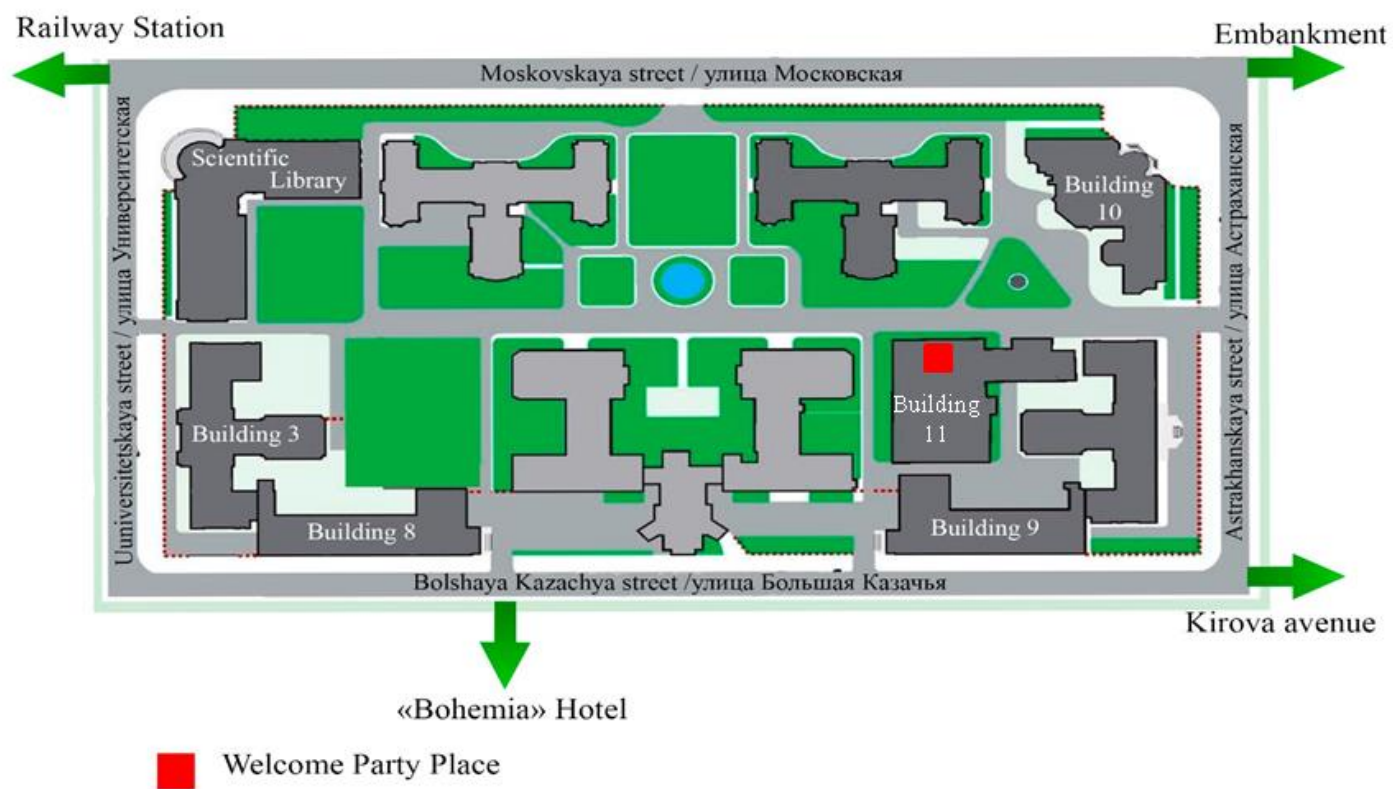 Railway Station
Embankment
Moskovskaya street / улица Московская
Uuniversitetskaya street / улица Университетская
Astrakhanskaya street / улица Астраханская
Scientific
Library
Building
10
Building 3
Building
11
Building 8
Building 9
Bolshaya Kazachya street /улица Большая Казачья
Kirova avenue
«Bohemia» Hotel
Welcome Party Place